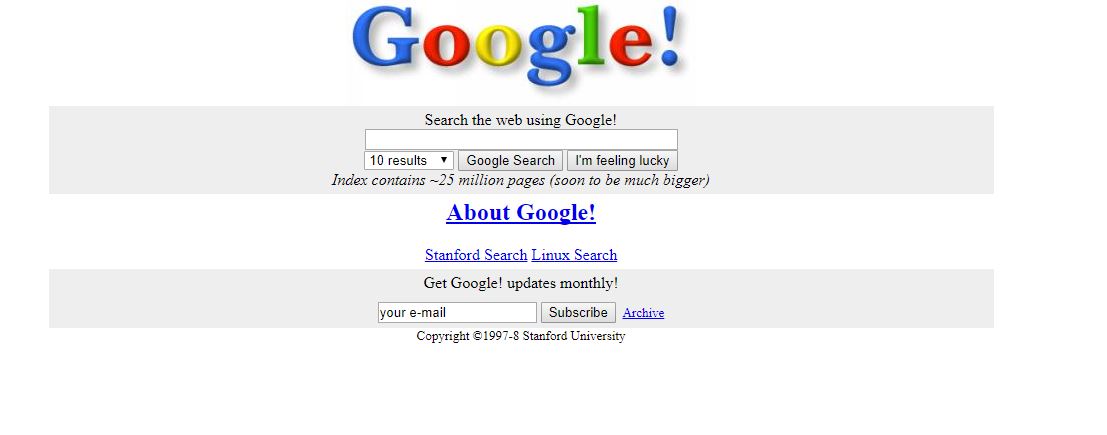 Google!
Search the web using Google!
10 results Google Search I'm feeling lucky
Index contains ~25 million pages (soon to be much bigger)
About Google!
Stanford Search Linux Search
Get Google! updates monthly!
your e-mail Subscribe Archive
Copyright ©1997-8 Stanford University